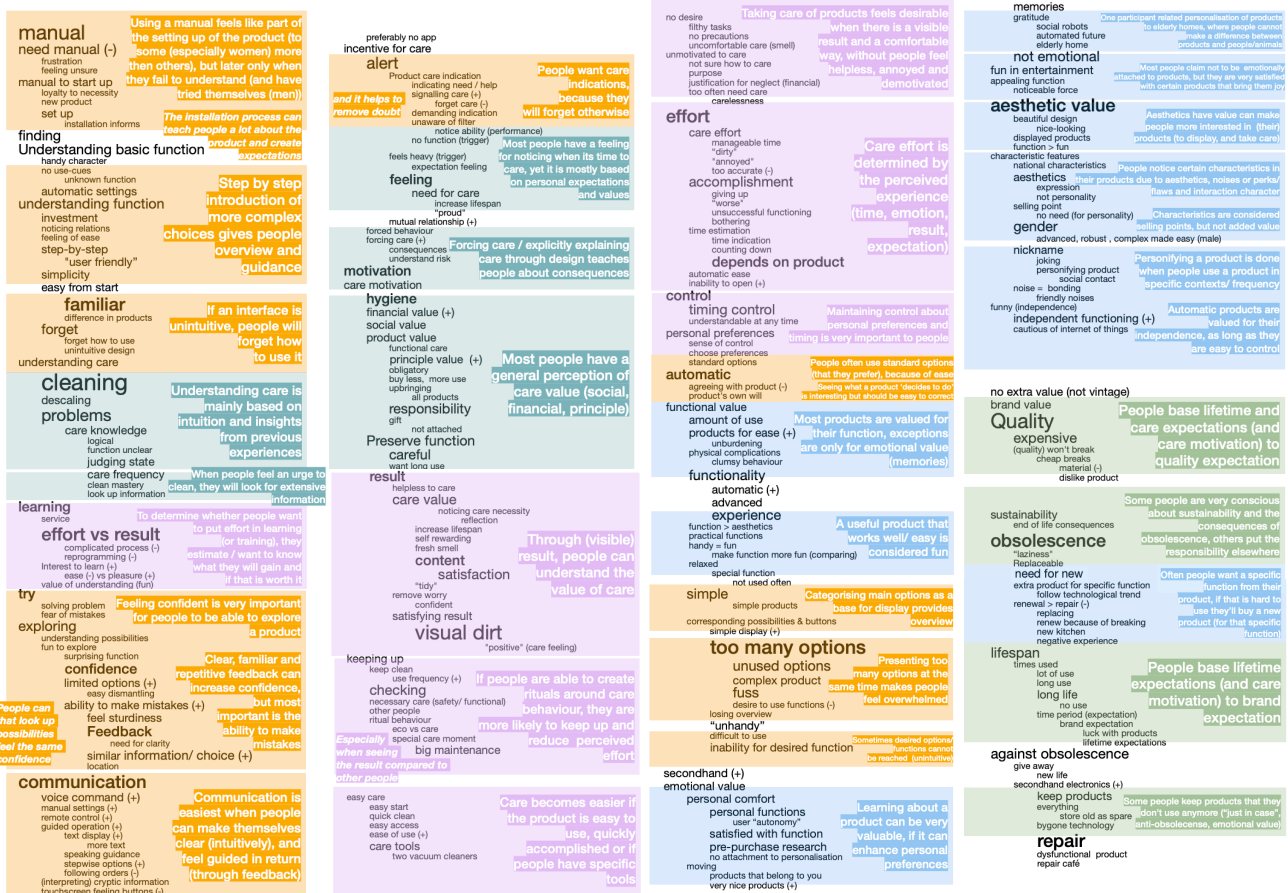 manual
need manual (-)
frustration
feeling unsure
manual to start up
loyalty to necessity
new product
set up
installation informs
Using a manual feels like part of
the setting up of the product (to
some (especially women) more
then others), but later only when
they fail to understand (and have
tried themselves (men))
The installation process can
teach people a lot about the
product and create
expectations
finding
Understanding basic function
handy character
no use-cues
unknown function
automatic settings
understanding function
investment
noticing relations
feeling of ease
step-by-step
"user friendly"
simplicity
easy from start
Step by step
introduction of
more complex
choices gives people
overview and
guidance
familiar
difference in products
forget
forget how to use
unintuitive design
understanding care
If an interface is
unintuitive, people will
forget how
to use it
cleaning
descaling
problems
care knowledge
logical
function unclear
judging state
care frequency
clean mastery
look up information
Understanding care is
mainly based on
intuition and insights
from previous
experiences
When people feel an urge to
clean, they will look for extensive
information
learning
service
effort vs result
complicated process (-)
reprogramming (-)
Interest to learn (+)
ease (-) vs pleasure (+)
value of understanding (fun)
To determine whether people want
to put effort in learning
(or training), they
estimate / want to know
what they will gain and
if that is worth it
try
solving problem
fear of mistakes
exploring
understanding possibilities
fun to explore
surprising function
confidence
limited options (+)
easy dismantling
ability to make mistakes (+)
feel sturdiness
Feedback
need for clarity
similar information/ choice (+)
location
Feeling confident is very important
for people to be able to explore
a product
Clear, familiar and
repetitive feedback can
increase confidence,
but most
important is the
ability to make
mistakes
People can
that look up
possibilities
feel the same
confidence
communication
voice command (+)
manual settings (+)
remote control (+)
guided operation (+)
text display (+)
more text
speaking guidance
stepwise options (+)
following orders (-)
(interpreting) cryptic information
touchscreen feeling buttons (-)
Communication is
easiest when people
can make themselves
clear (intuitively), and
feel guided in return
(through feedback)
preferably no app
incentive for care
alert
Product care indication
indicating need / help
signalling care (+)
forget care (-)
demanding indication
unaware of filter
People want care
indications,
because they
will forget otherwise
and it helps to
remove doubt
notice ability (performance)
no function (trigger)
feels heavy (trigger)
expectation feeling
feeling
need for care
increase lifespan
"proud"
Most people have a feeling
for noticing when its time to
care, yet it is mostly based
on personal expectations
and values
mutual relationship (+)
forced behaviour
forcing care (+)
consequences
understand risk
motivation
care motivation
Forcing care / explicitly explaining
care through design teaches
people about consequences
hygiene
financial value (+)
social value
product value
functional care
principle value (+)
obligatory
buy less, more use
upbringing
all products
responsibility
gift
not attached
Preserve function
careful
want long use
Most people have a
general perception of
care value (social,
financial, principle)
result
helpless to care
care value
noticing care necessity
reflection
increase lifespan
self rewarding
fresh smell
content
satisfaction
"tidy"
remove worry
confident
satisfying result
visual dirt
"positive" (care feeling)
Through (visible)
result, people can
understand the
value of care
keeping up
keep clean
use frequency (+)
checking
necessary care (safety/ functional)
other people
ritual behaviour
eco vs care
special care moment
big maintenance
If people are able to create
rituals around care
behaviour, they are
more likely to keep up and
reduce perceived
effort
Especially
when seeing
the result compared to
other people
easy care
easy start
quick clean
easy access
ease of use (+)
care tools
two vacuum cleaners
Care becomes easier if
the product is easy to
use, quickly
accomplished or if
people have specific
tools
no desire
filthy tasks
no precautions
uncomfortable care (smell)
unmotivated to care
not sure how to care
purpose
justification for neglect (financial)
too often need care
carelessness
Taking care of products feels desirable
when there is a visible
result and a comfortable
way, without people feel
helpless, annoyed and
demotivated
effort
care effort
manageable time
"dirty"
"annoyed"
too accurate (-)
accomplishment
giving up
"worse"
unsuccessful functioning
bothering
time estimation
time indication
counting down
depends on product
automatic ease
inability to open (+)
Care effort is
determined by
the perceived
experience
(time, emotion,
result,
expectation)
control
timing control
understandable at any time
personal preferences
sense of control
choose preferences
standard options
Maintaining control about
personal preferences and
timing is very important to people
automatic
agreeing with product (-)
product's own will
People often use standard options
(that they prefer), because of ease
Seeing what a product 'decides to do'
is interesting but should be easy to correct
functional value
amount of use
products for ease (+)
unburdening
physical complications
clumsy behaviour
Most products are valued for
their function, exceptions
are only for emotional value
(memories)
functionality
automatic (+)
advanced
experience
function > aesthetics
practical functions
handy = fun
make function more fun (comparing)
relaxed
special function
not used often
A useful product that
works well/ easy is
considered fun
simple
simple products
corresponding possibilities & buttons
simple display (+)
Categorising main options as a
base for display provides
overview
too many options
unused options
complex product
fuss
desire to use functions (-)
losing overview
"unhandy"
difficult to use
inability for desired function
Presenting too
many options at the
same time makes people
feel overwhelmed
Sometimes desired options/
functions cannot
be reached (unintuitive)
secondhand (+)
emotional value
personal comfort
personal functions
user "autonomy"
satisfied with function
pre-purchase research
no attachment to personalisation
moving
products that belong to you
very nice products (+)
Learning about a
product can be very
valuable, if it can
enhance personal
preferences
memories
gratitude
social robots
automated future
elderly home
One participant related personalisation of products
to elderly homes, where people cannot
make a difference between
products and people/animals
not emotional
fun in entertainment
appealing function
noticeable force
Most people claim not to be emotionally
attached to products, but they are very satisfied
with certain products that bring them joy
aesthetic value
beautiful design
nice-looking
displayed products
function > fun
Aesthetics have value can make
people more interested in (their)
products (to display, and take care)
characteristic features
national characteristics
aesthetics
expression
not personality
selling point
no need (for personality)
gender
advanced, robust , complex made easy (male)
People notice certain characteristics in
their products due to aesthetics, noises or perks/
flaws and interaction character
Characteristics are considered
selling points, but not added value
nickname
joking
personifying product
social contact
noise = bonding
friendly noises
funny (independence)
independent functioning (+)
cautious of internet of things
Personifying a product is done
when people use a product in
specific contexts/ frequency
Automatic products are
valued for their
independence, as long as they
are easy to control
no extra value (not vintage)
brand value
Quality
expensive
(quality) won't break
cheap breaks
material (-)
dislike product
People base lifetime and
care expectations (and
care motivation) to
quality expectation
sustainability
end of life consequences
obsolescence
"laziness"
Replaceable
Some people are very conscious
about sustainability and the
consequences of
obsolescence, others put the
responsibility elsewhere
need for new
extra product for specific function
follow technological trend
renewal > repair (-)
replacing
renew because of breaking
new kitchen
negative experience
Often people want a specific
function from their
product, if that is hard to
use they'll buy a new
product (for that specific
function)
lifespan
times used
lot of use
long use
long life
no use
time period (expectation)
brand expectation
luck with products
lifetime expectations
People base lifetime
expectations (and care
motivation) to brand
expectation
against obsolescence
give away
new life
secondhand electronics (+)
keep products
everything
store old as spare
bygone technology
Some people keep products that they
don't use anymore ("just in case",
anti-obsolecense, emotional value)
repair
dysfunctional product
repair café